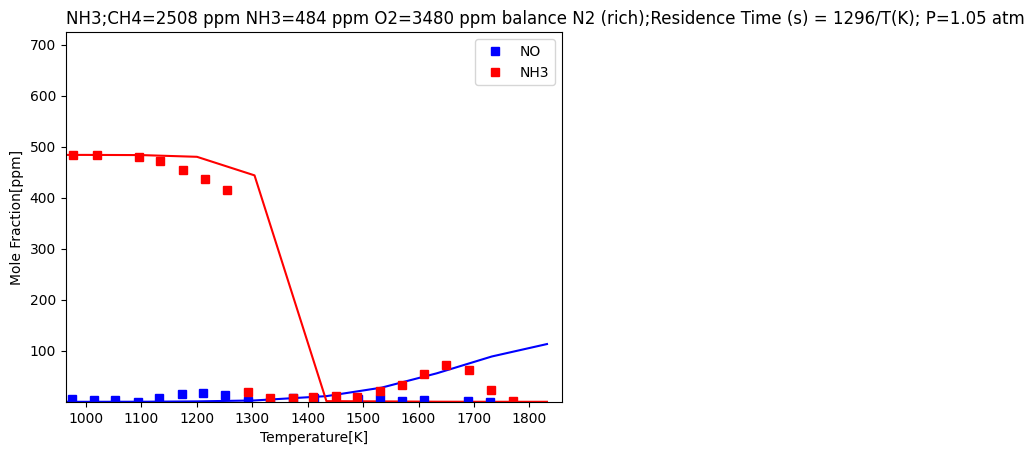 NH3;CH4=2508 ppm NH3=484 ppm O2=3480 ppm balance N2 (rich);Residence Time (s) = 1296/T(K); P=1.05 atm
NO
NH3
700
600
500
400
300
200
100
Mole Fraction[ppm]
1000 1100 1200 1300 1400 1500 1600 1700 1800
Temperature[K]